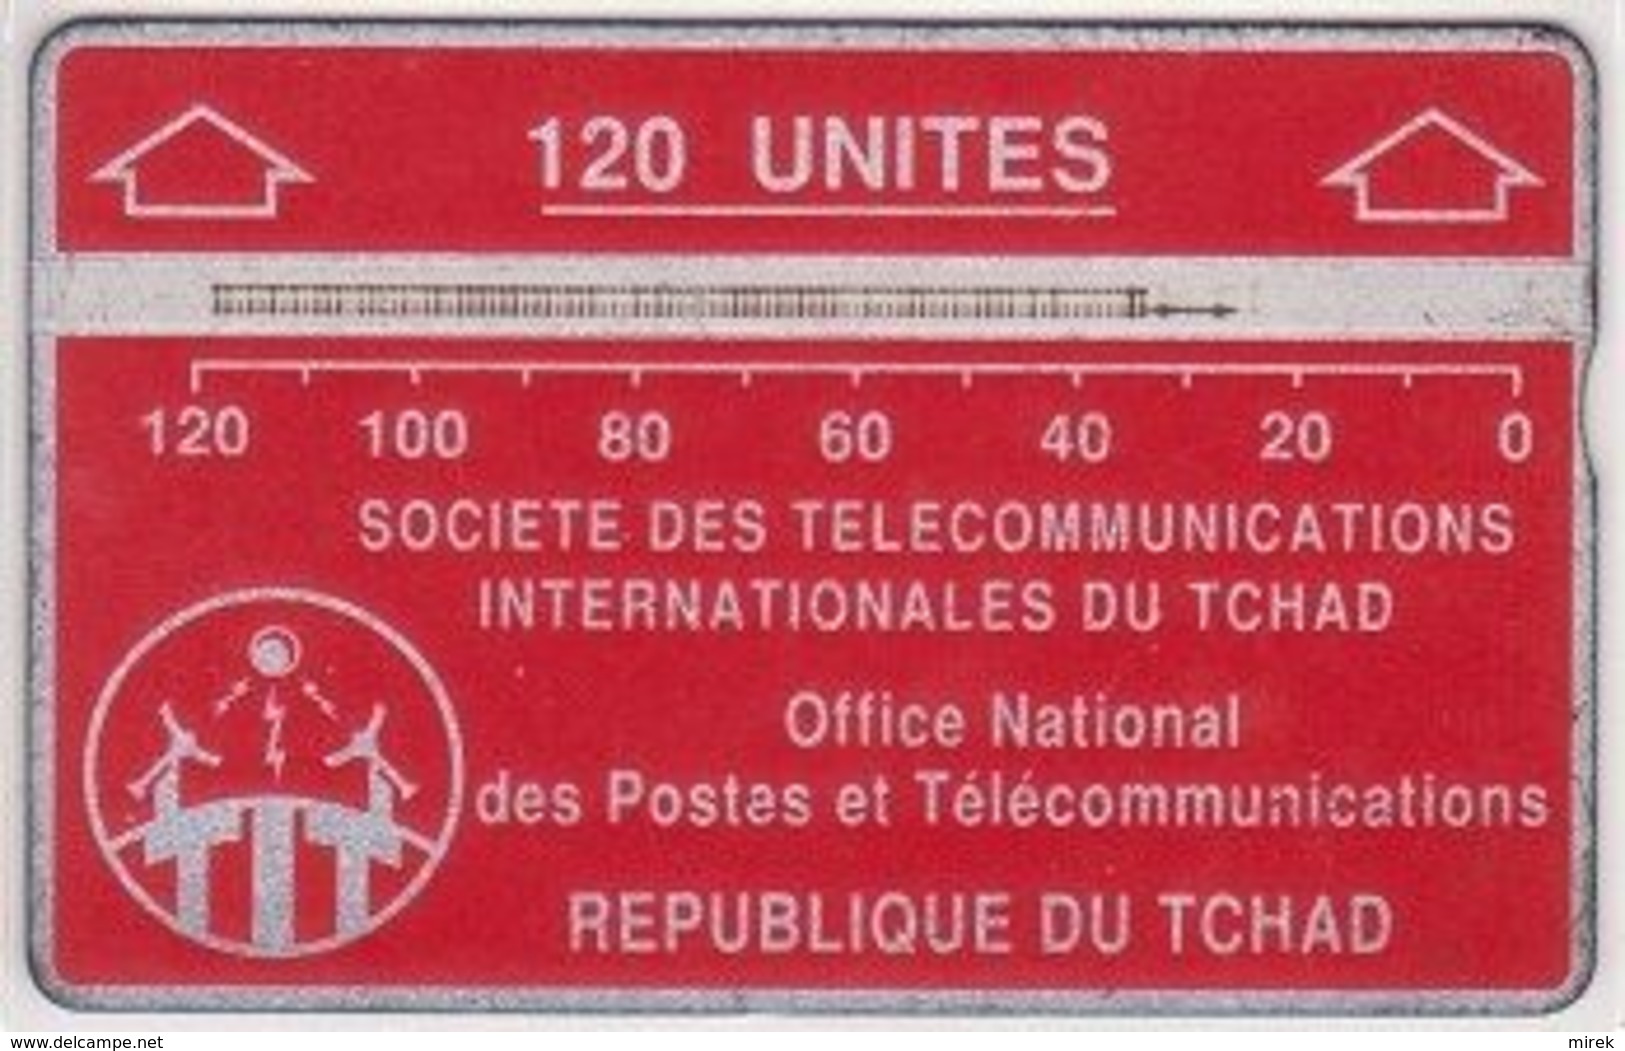 120 UNITES
120 100 80 60 40 20 0
SOCIETE DES TELECOMMUNICATIONS
INTERNATIONALES DU TCHAD
Office National
des Postes et Télécommunications
REPUBLIQUE DU TCHAD
www.delcampe.net
mirek